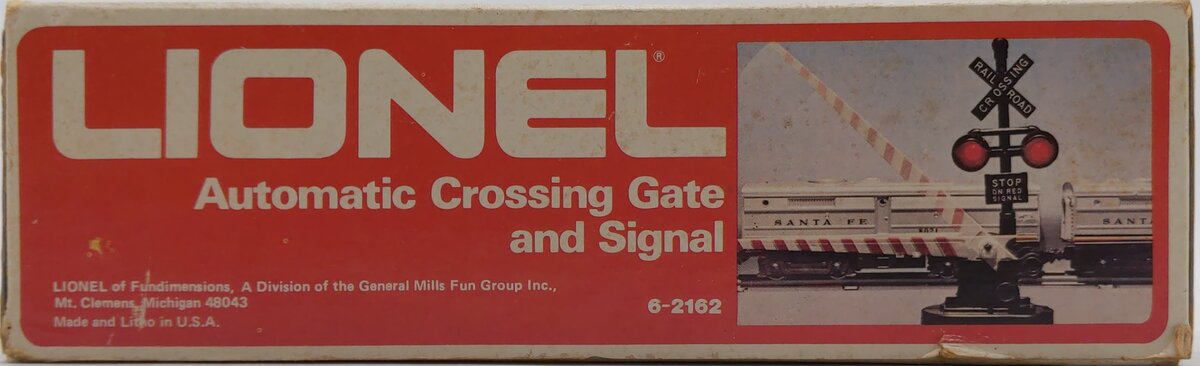 LIONEL®
Automatic Crossing Gate
and Signal
LIONEL of Fundimensions, A Division of the General Mills Fun Group Inc.,
Mt. Clemens, Michigan 48043
Made and Litho in U.S.A.
6-2162
RAIL ROAD
CROSSING
STOP
ON RED
SIGNAL
SANTA FE
SANTA